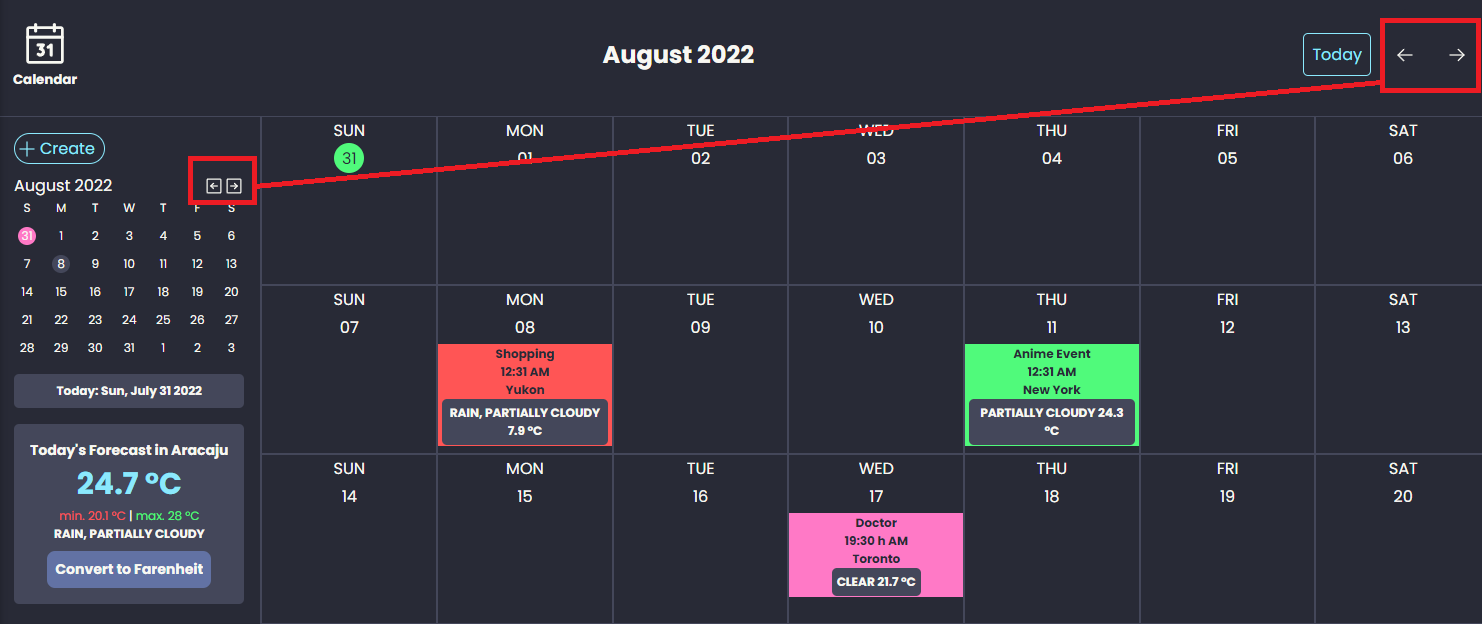 31
Calendar
August 2022
Today
Create
August 2022
S M T W T F S
31 1 2 3 4 5 6
7 8 9 10 11 12 13
14 15 16 17 18 19 20
21 22 23 24 25 26 27
28 29 30 31 1 2 3
Today: Sun, July 31 2022
Today's Forecast in Aracaju
24.7 ºC
min. 20.1 ºC | max. 28 ºC
RAIN, PARTIALLY CLOUDY
Convert to Farenheit
SUN MON TUE WED THU FRI SAT
31 01 02 03 04 05 06
SUN MON TUE WED THU FRI SAT
07 08 09 10 11 12 13
Shopping
12:31 AM
Yukon
RAIN, PARTIALLY CLOUDY
7.9 ºC
Anime Event
12:31 AM
New York
PARTIALLY CLOUDY 24.3
ºC
SUN MON TUE WED THU FRI SAT
14 15 16 17 18 19 20
Doctor
19:30 h AM
Toronto
CLEAR 21.7 ºC